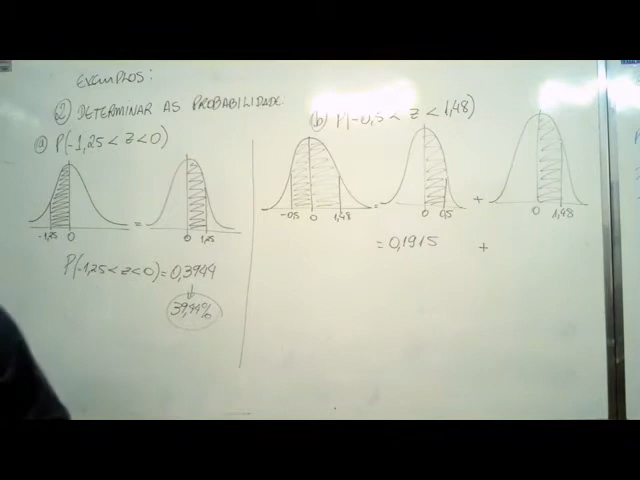 EXEMPLOS:
② DETERMINAR AS PROBABILIDADE
ⓐ P(-1,25 < Z < 0)
-1,25 0 = 0 1,25
P(-1,25 < Z < 0) = 0,3944
39,44%
ⓑ P(-0,5 < Z < 1,48)
-0,5 0 1,48 = 0 0,5 + 0 1,48
= 0,1915 +